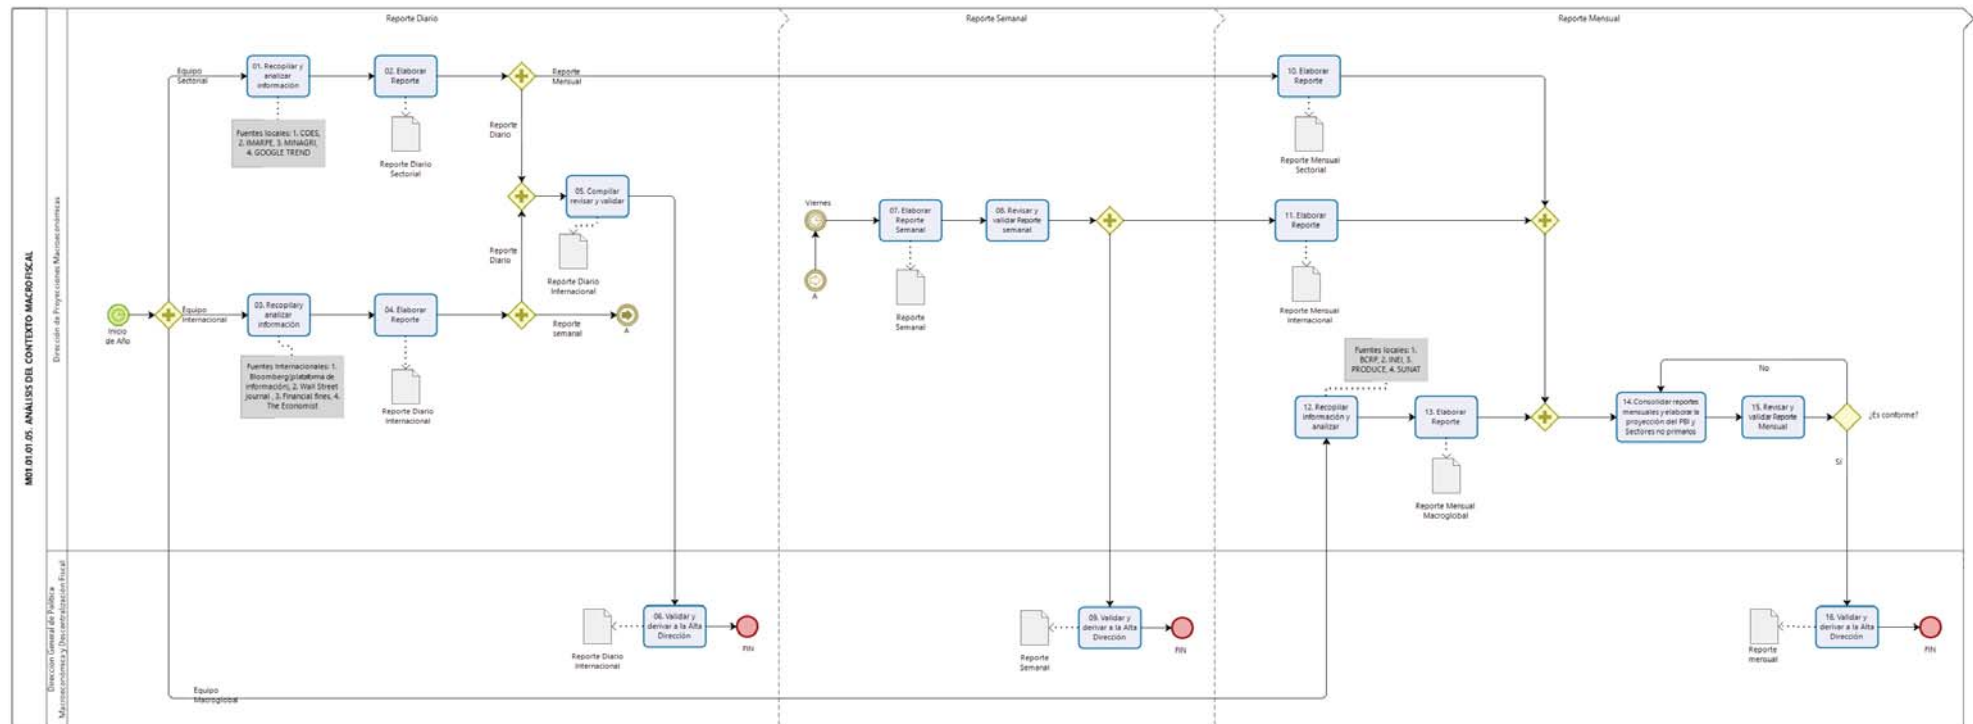 M01.01.01.05. ANÁLISIS DEL CONTEXTO MACROFISCAL
Dirección de Proyecciones Macroeconómicas
Dirección General de Política
Macroeconómica y Descentralización Fiscal
Reporte Diario
Reporte Semanal
Reporte Mensual
Equipo
Sectorial
01. Recopilar y
analizar
información
02. Elaborar
Reporte
Reporte
Mensual
10. Elaborar
Reporte
Fuentes locales: 1. COES,
2. IMARPE, 3. MINAGRI,
4. GOOGLE TREND
Reporte Diario
Sectorial
Reporte
Diario
Reporte Mensual
Sectorial
05. Compilar
revisar y validar
Viernes
07. Elaborar
Reporte
Semanal
08. Revisar y
validar Reporte
semanal
11. Elaborar
Reporte
Reporte
Diario
Reporte Diario
Internacional
A
Reporte
Semanal
Reporte Mensual
Internacional
Inicio
de Año
Equipo
Internacional
03. Recopilar y
analizar
información
04. Elaborar
Reporte
Reporte
semanal
A
Fuentes Internacionales: 1.
Bloomberg(plataforma de
información), 2. Wall Street
journal , 3. Financial fines, 4.
The Economist
Reporte Diario
Internacional
Fuentes locales: 1.
BCRP, 2. INEI, 3.
PRODUCE, 4. SUNAT
No
12. Recopilar
Información y
analizar
13. Elaborar
Reporte
14. Consolidar reportes
mensuales y elaborar la
proyección del PBI y
Sectores no primarios
15. Revisar y
validar Reporte
Mensual
¿Es conforme?
Sí
Reporte Mensual
Macroglobal
06. Validar y
derivar a la Alta
Dirección
FIN
Reporte Diario
Internacional
09. Validar y
derivar a la Alta
Dirección
FIN
Reporte
Semanal
16. Validar y
derivar a la Alta
Dirección
FIN
Reporte
mensual
Equipo
Macroglobal